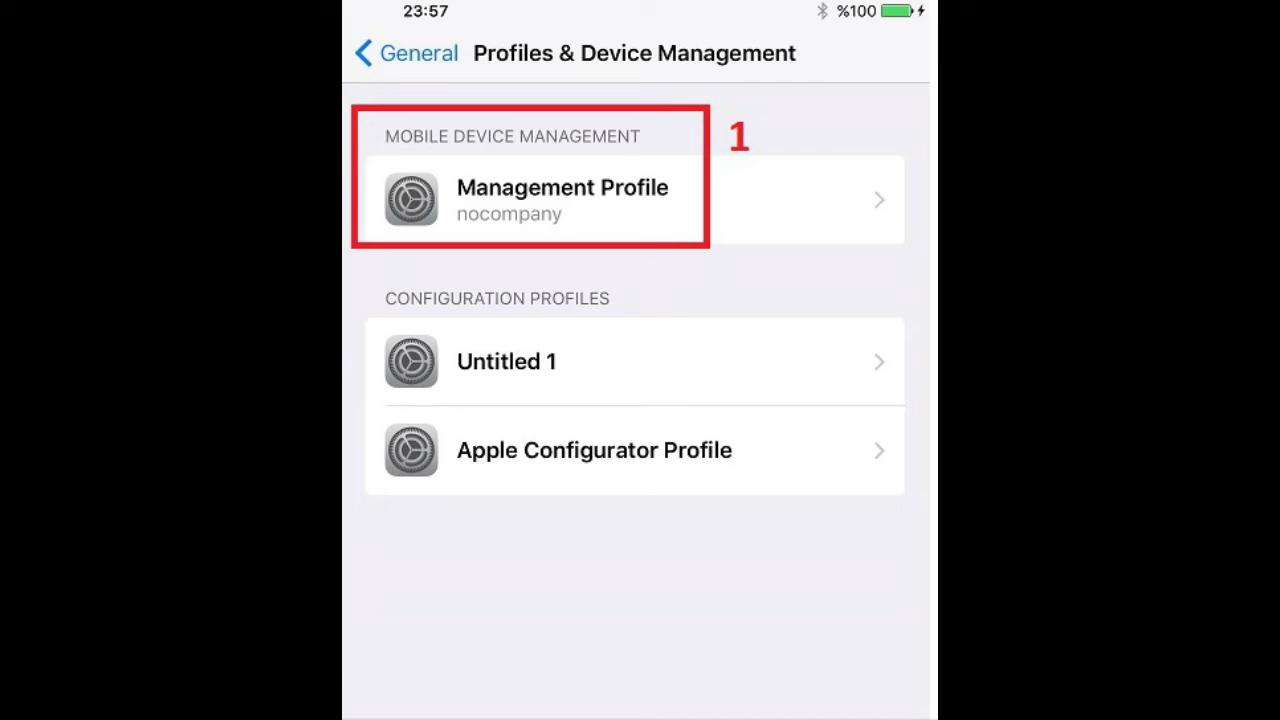 23:57 %100
General Profiles & Device Management
MOBILE DEVICE MANAGEMENT
1
Management Profile
nocompany
CONFIGURATION PROFILES
Untitled 1
Apple Configurator Profile